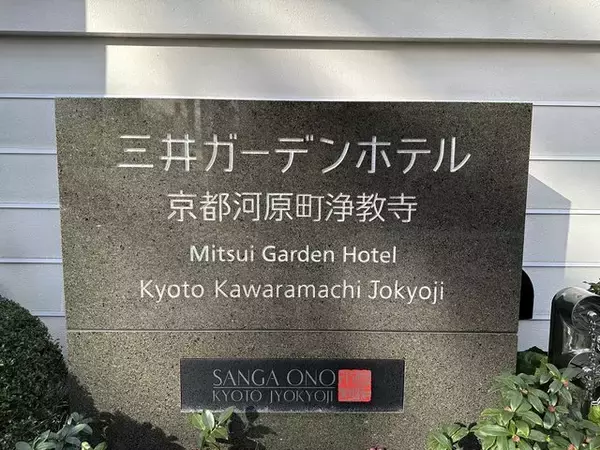 三井ガーデンホテル
京都河原町浄教寺
Mitsui Garden Hotel
Kyoto Kawaramachi Jokyoji
SANGA ONO
KYOTO JYOKYOJI